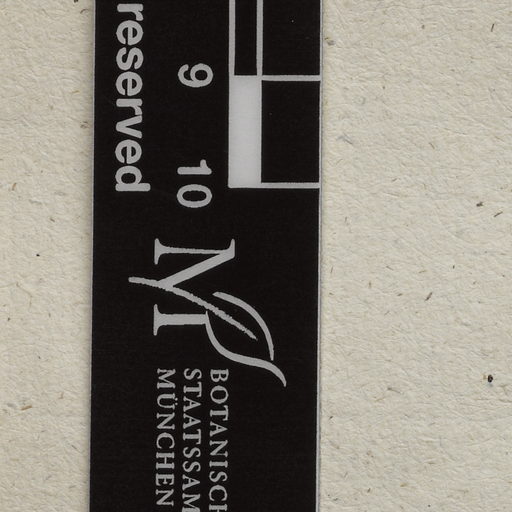 reserved
9
10
M
BOTANISCH
STAATSSAM
MÜNCHEN